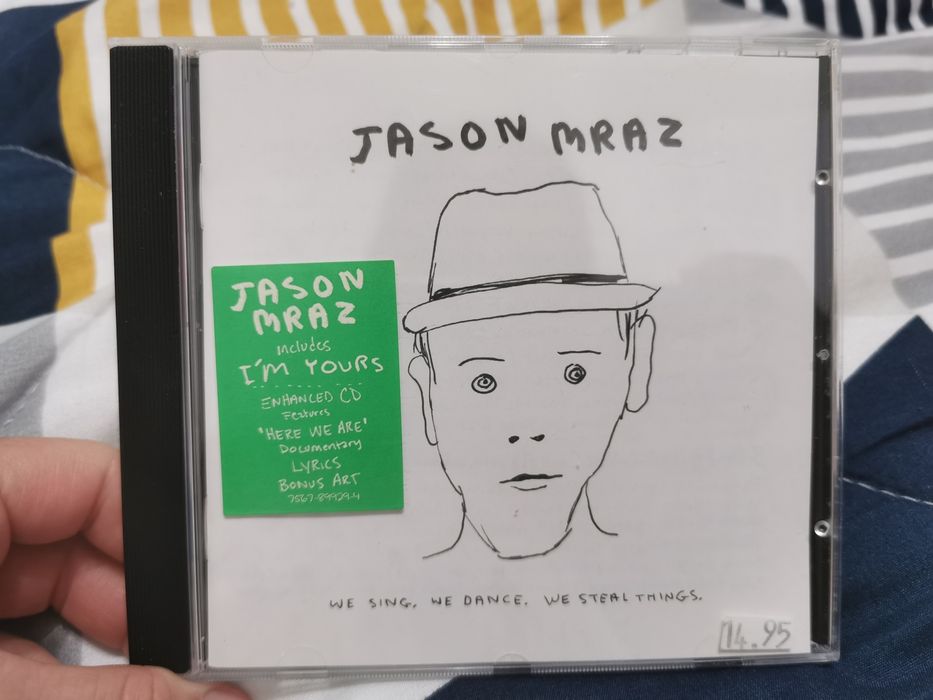 JASON MRAZ
JASON
MRAZ
includes
I'M YOURS
ENHANCED CD
Features
"HERE WE ARE"
Documentary
LYRICS
BONUS ART
7567-89929-4
WE SING. WE DANCE. WE STEAL THINGS.
14.95